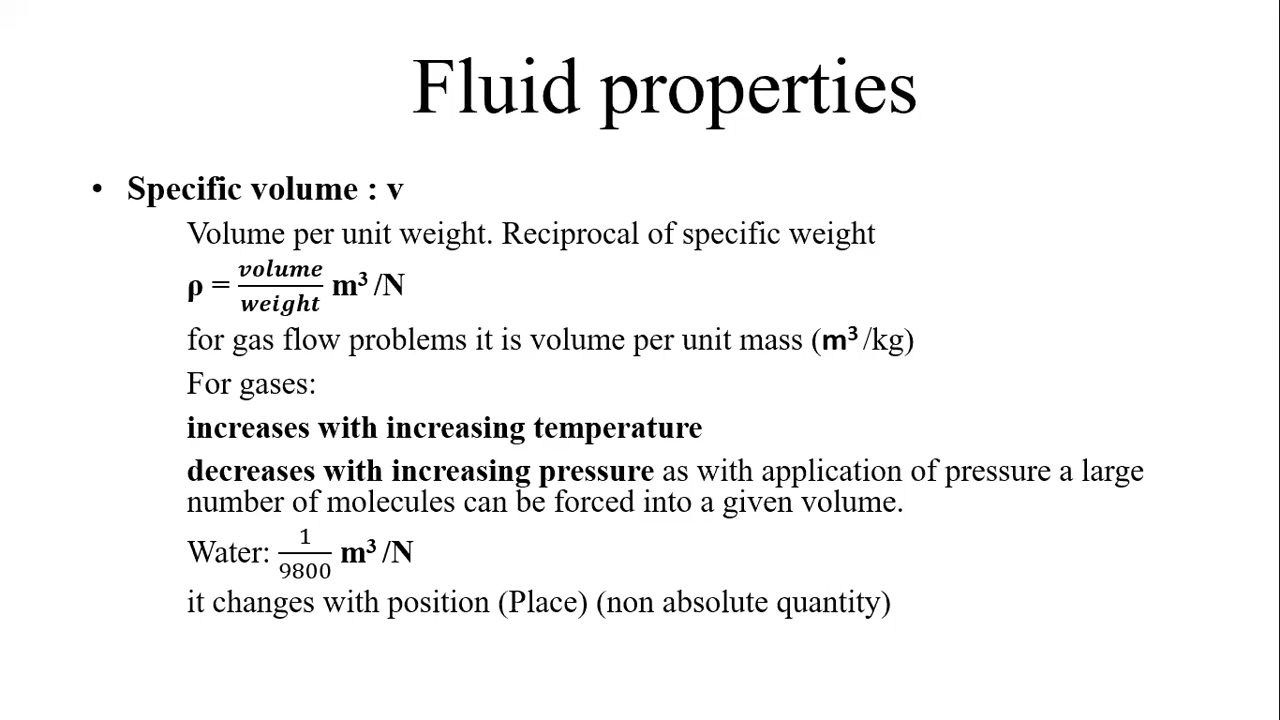 Fluid properties
• Specific volume : v
Volume per unit weight. Reciprocal of specific weight
ρ = volume/weight m³ /N
for gas flow problems it is volume per unit mass (m³ /kg)
For gases:
increases with increasing temperature
decreases with increasing pressure as with application of pressure a large
number of molecules can be forced into a given volume.
Water: 1/9800 m³ /N
it changes with position (Place) (non absolute quantity)